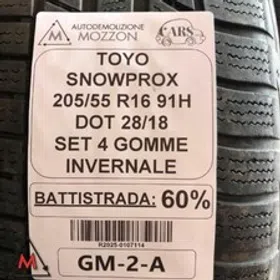 AUTODEMOLIZIONE
MOZZON
CARS
TOYO
SNOWPROX
205/55 R16 91H
DOT 28/18
SET 4 GOMME
INVERNALE
BATTISTRADA: 60%
R2025-0107114
GM-2-A